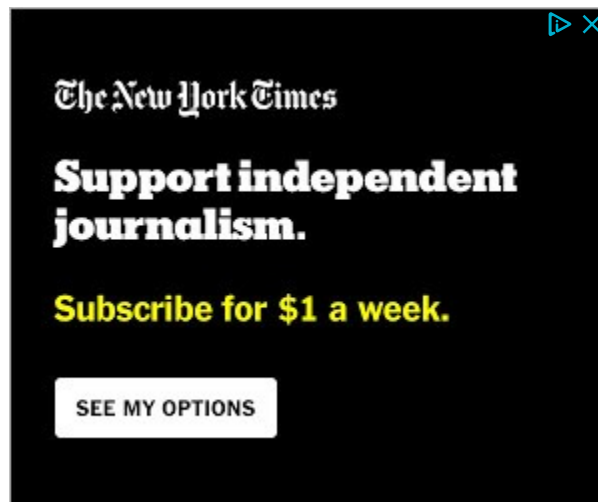 The New York Times
Support independent
journalism.
Subscribe for $1 a week.
SEE MY OPTIONS